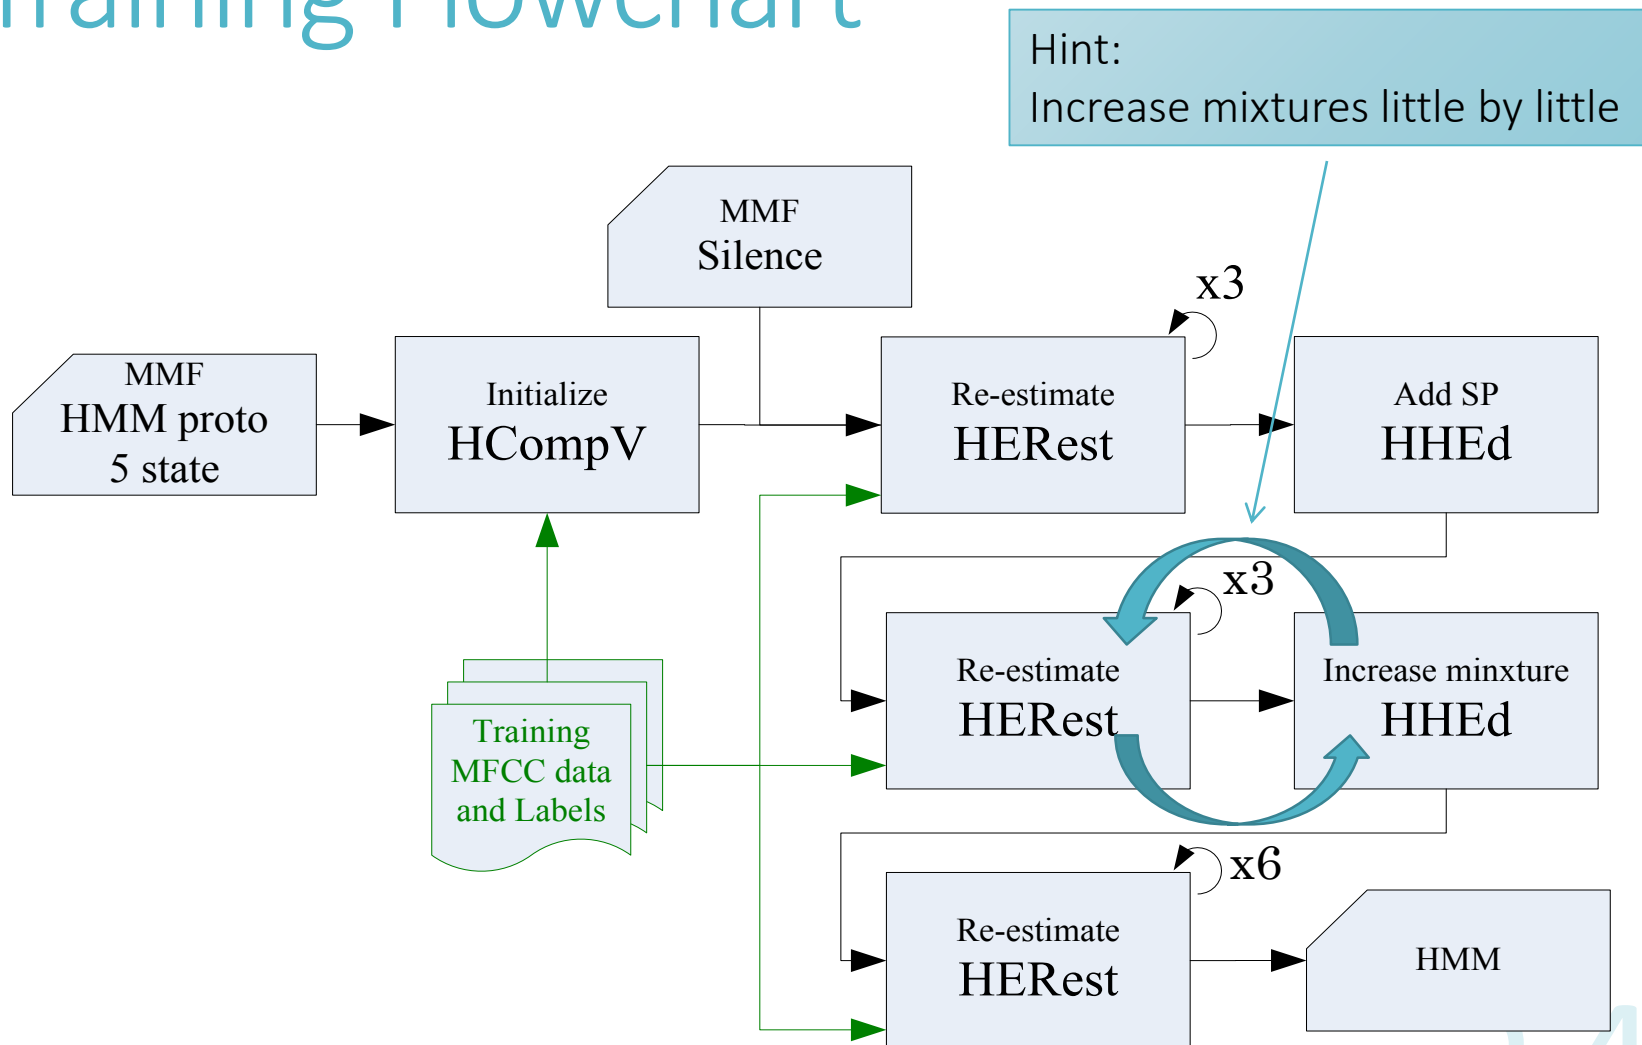 Training Flowchart
Hint:
Increase mixtures little by little
MMF
Silence
x3
MMF
HMM proto
5 state
Initialize
HCompV
Re-estimate
HERest
Add SP
HHEd
x3
Re-estimate
HERest
Increase minxture
HHEd
Training
MFCC data
and Labels
x6
Re-estimate
HERest
HMM